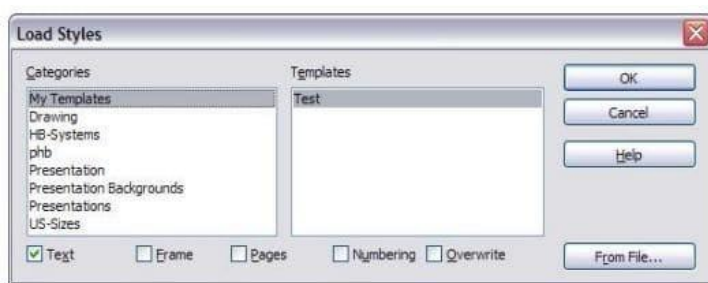 Load Styles
Categories
Templates
My Templates
Drawing
HB-Systems
phb
Presentation
Presentation Backgrounds
Presentations
US-Sizes
Test
OK
Cancel
Help
Text Frame Pages Numbering Overwrite
From File...